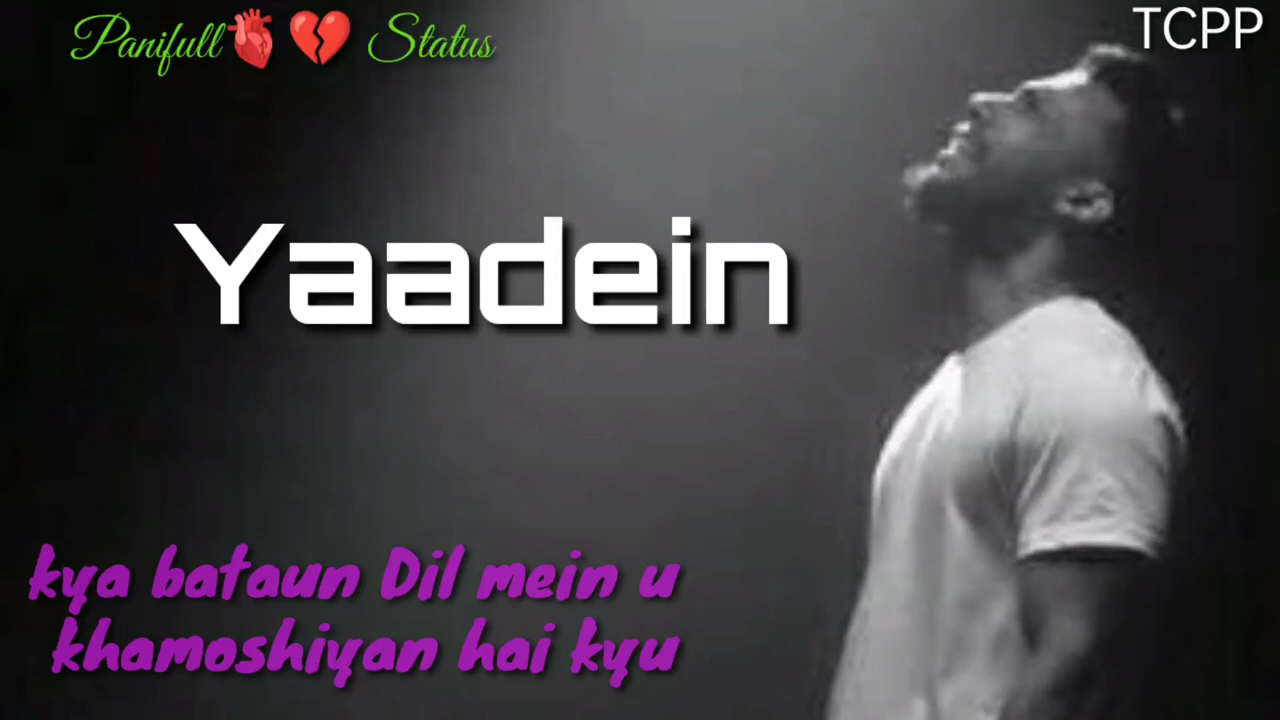 Panifull🫀💔 Status
TCPP
Yaadein
kya bataun Dil mein u
khamoshiyan hai kyu